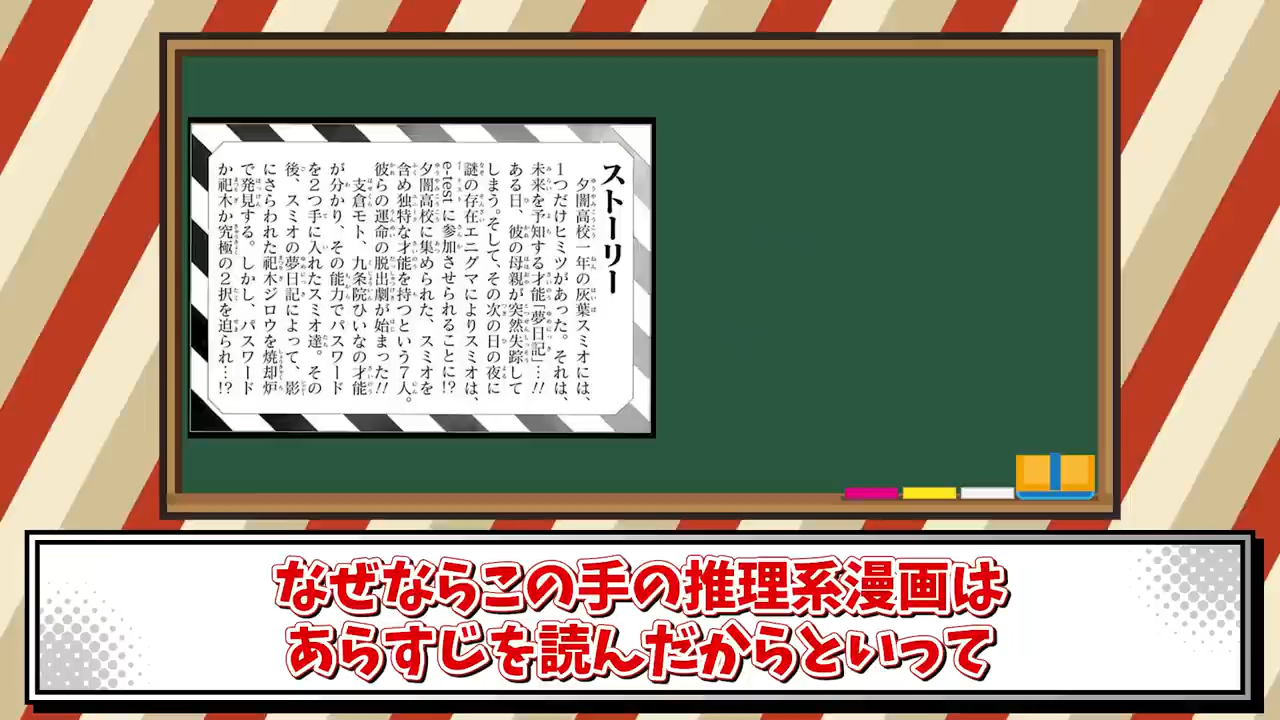 ストーリー
夕闇高校一年の灰葉スミオには、
1つだけヒミツがあった。それは、
未来を予知する才能「夢日記」…!!
ある日、彼の母親が突然失踪して
しまう。そして、その次の日の夜に
謎の存在エニグマによりスミオは、
e-testに参加させられることに!?
夕闇高校に集められた、スミオを
含め独特な才能を持つという7人。
彼らの運命の脱出劇が始まった!!
支倉モト、九条院ひいなの才能
が分かり、その能力でパスワード
を2つ手に入れたスミオ達。その
後、スミオの夢日記によって、影
にさらわれた祀木ジロウを焼却炉
で発見する。しかし、パスワード
か祀木か究極の2択を迫られ…!?
なぜならこの手の推理系漫画は
あらすじを読んだからといって